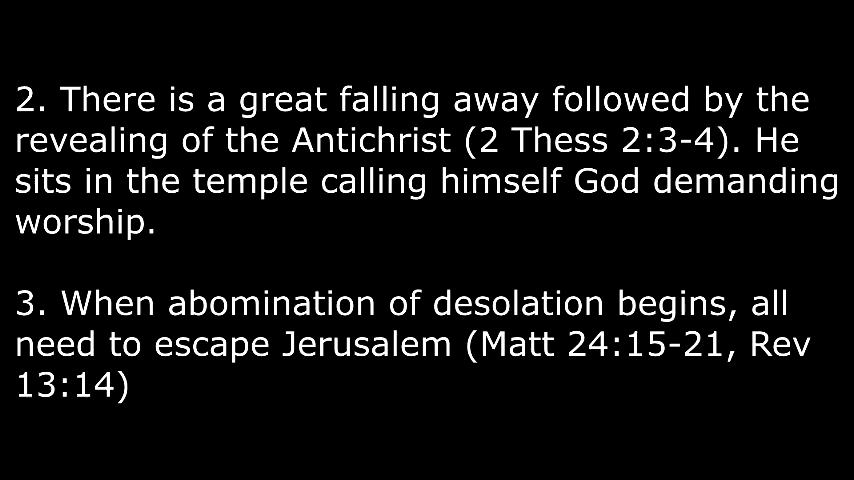 2. There is a great falling away followed by the
revealing of the Antichrist (2 Thess 2:3-4). He
sits in the temple calling himself God demanding
worship.
3. When abomination of desolation begins, all
need to escape Jerusalem (Matt 24:15-21, Rev
13:14)